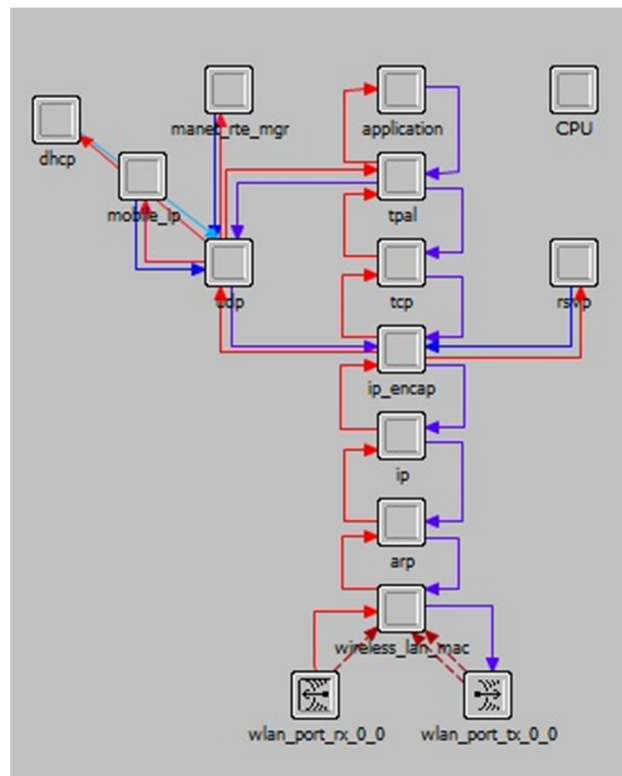 manet_rte_mgr
application
CPU
dhcp
mobile_ip
tpal
udp
tcp
rsvp
ip_encap
ip
arp
wireless_lan_mac
wlan_port_rx_0_0
wlan_port_tx_0_0